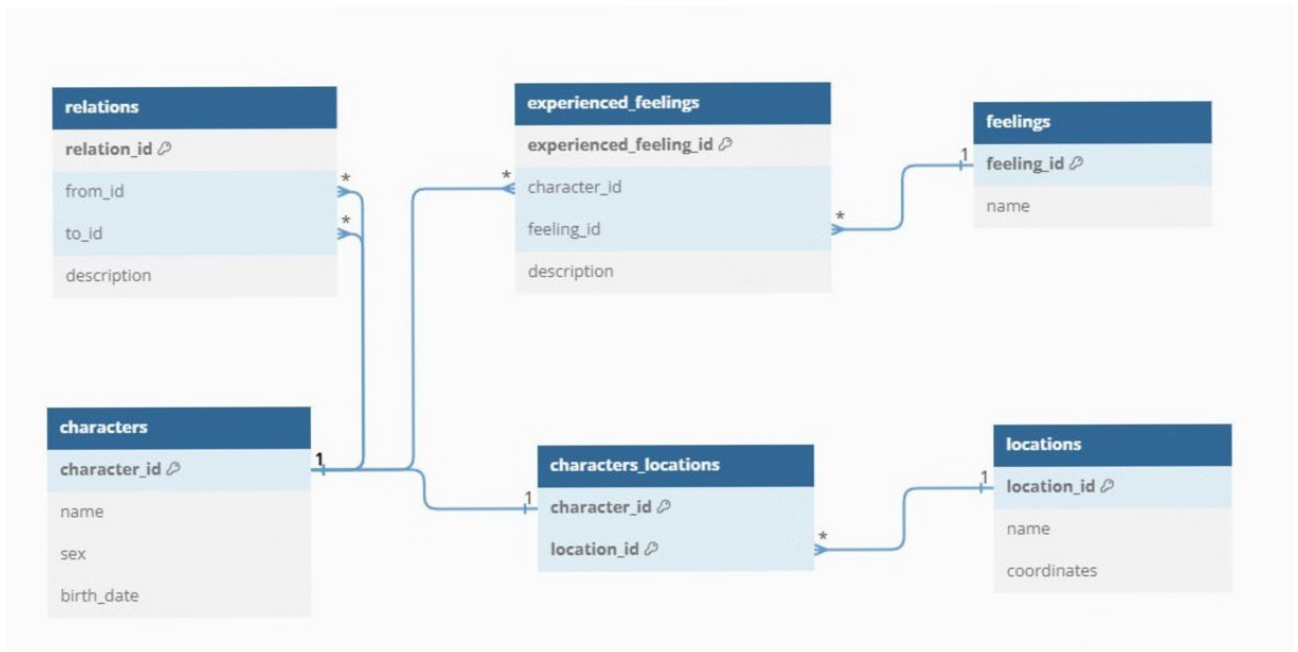 relations
relation_id
from_id
to_id
description
*
*
experienced_feelings
experienced_feeling_id
character_id
feeling_id
description
*
*
feelings
feeling_id
name
1
characters
character_id
name
sex
birth_date
1
characters_locations
character_id
location_id
1
*
locations
location_id
name
coordinates
1